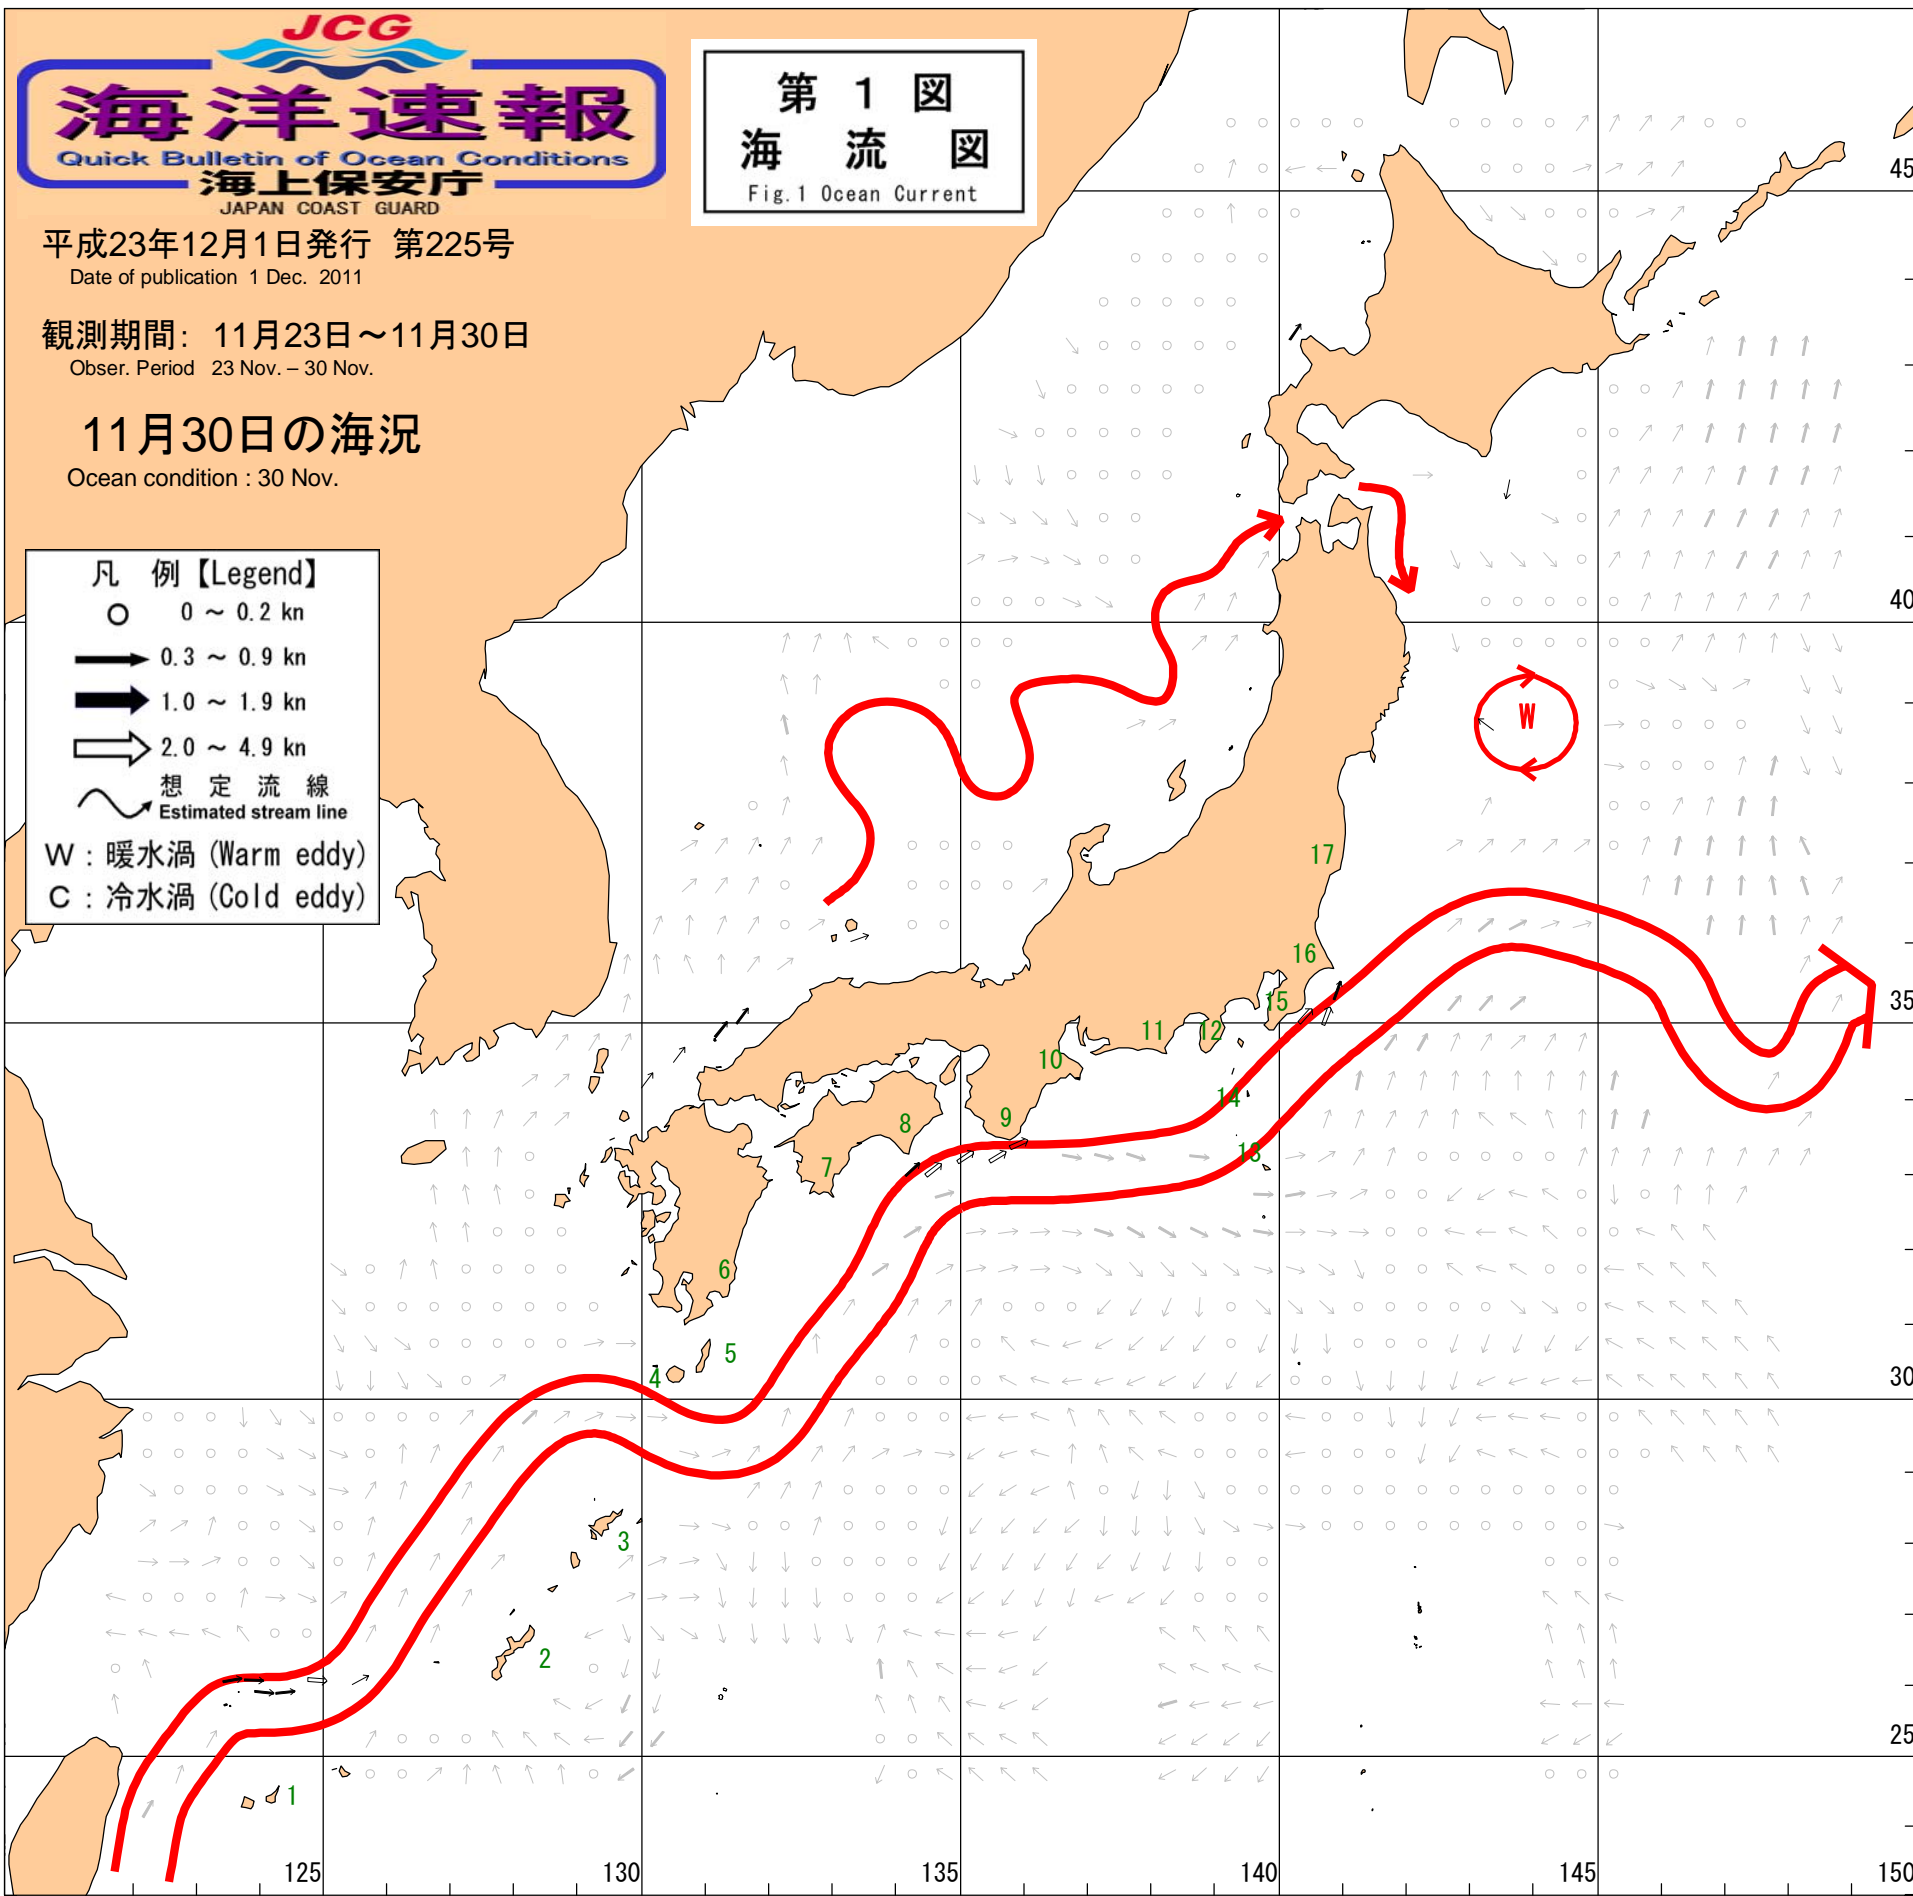 JCG
海洋速報
Quick Bulletin of Ocean Conditions
海上保安庁
JAPAN COAST GUARD
第 1 図
海 流 図
Fig.1 Ocean Current
平成23年12月1日発行 第225号
Date of publication 1 Dec. 2011
観測期間: 11月23日～11月30日
Obser. Period 23 Nov. – 30 Nov.
11月30日の海況
Ocean condition : 30 Nov.
凡 例【Legend】
0 ～ 0.2 kn
0.3 ～ 0.9 kn
1.0 ～ 1.9 kn
2.0 ～ 4.9 kn
想 定 流 線
Estimated stream line
W : 暖水渦 (Warm eddy)
C : 冷水渦 (Cold eddy)
45
40
W
17
16
35
15
12
11
10
14
9
8
13
7
6
5
4
30
3
2
25
1
125
130
135
140
145
150